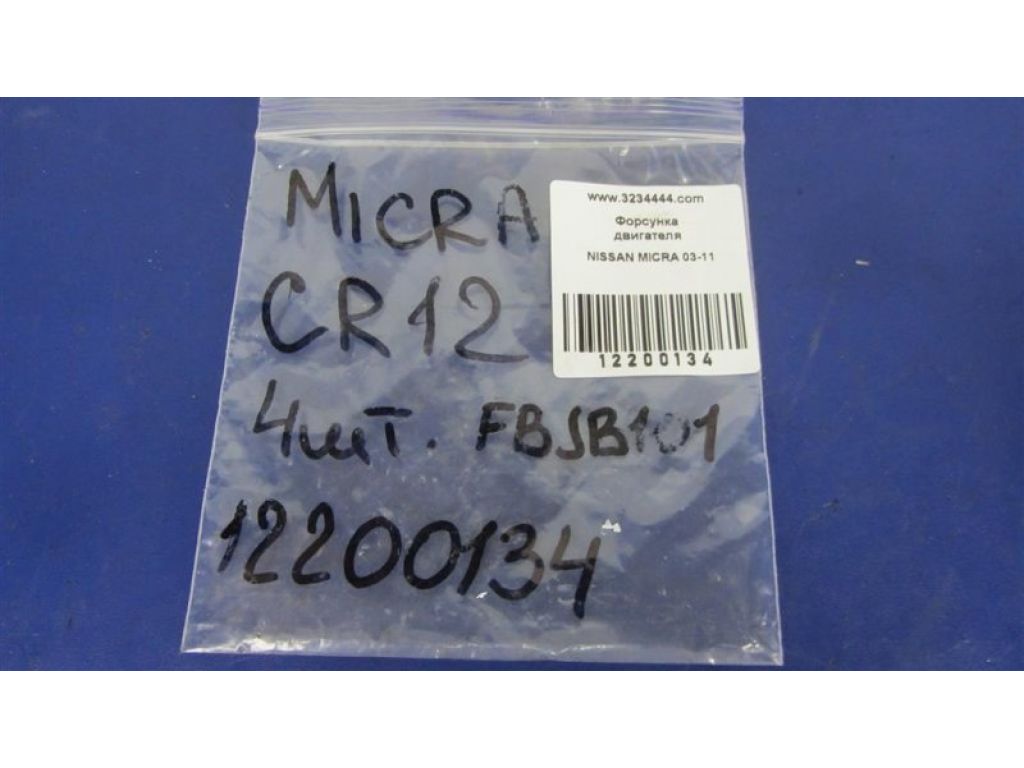 MICRA
CR12
4шт. FBJB101
12200134
www.3234444.com
Форсунка
двигателя
NISSAN MICRA 03-11
12200134